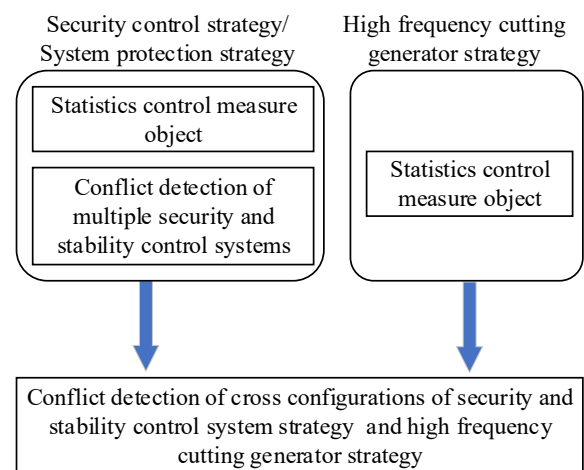 Security control strategy/
System protection strategy
Statistics control measure
object
Conflict detection of
multiple security and
stability control systems
High frequency cutting
generator strategy
Statistics control
measure object
Conflict detection of cross configurations of security and
stability control system strategy and high frequency
cutting generator strategy